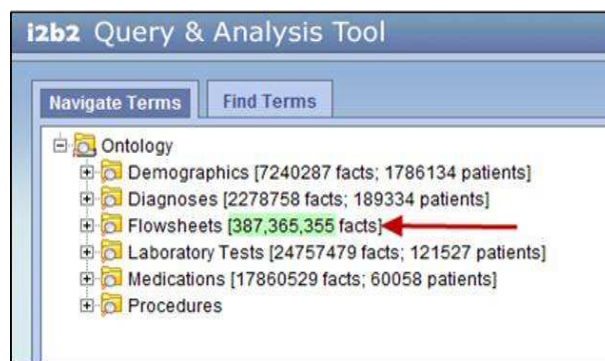 i2b2 Query & Analysis Tool
Navigate Terms Find Terms
Ontology
Demographics [7240287 facts; 1786134 patients]
Diagnoses [2278758 facts; 189334 patients]
Flowsheets [387,365,355 facts]
Laboratory Tests [24757479 facts; 121527 patients]
Medications [17860529 facts; 60058 patients]
Procedures